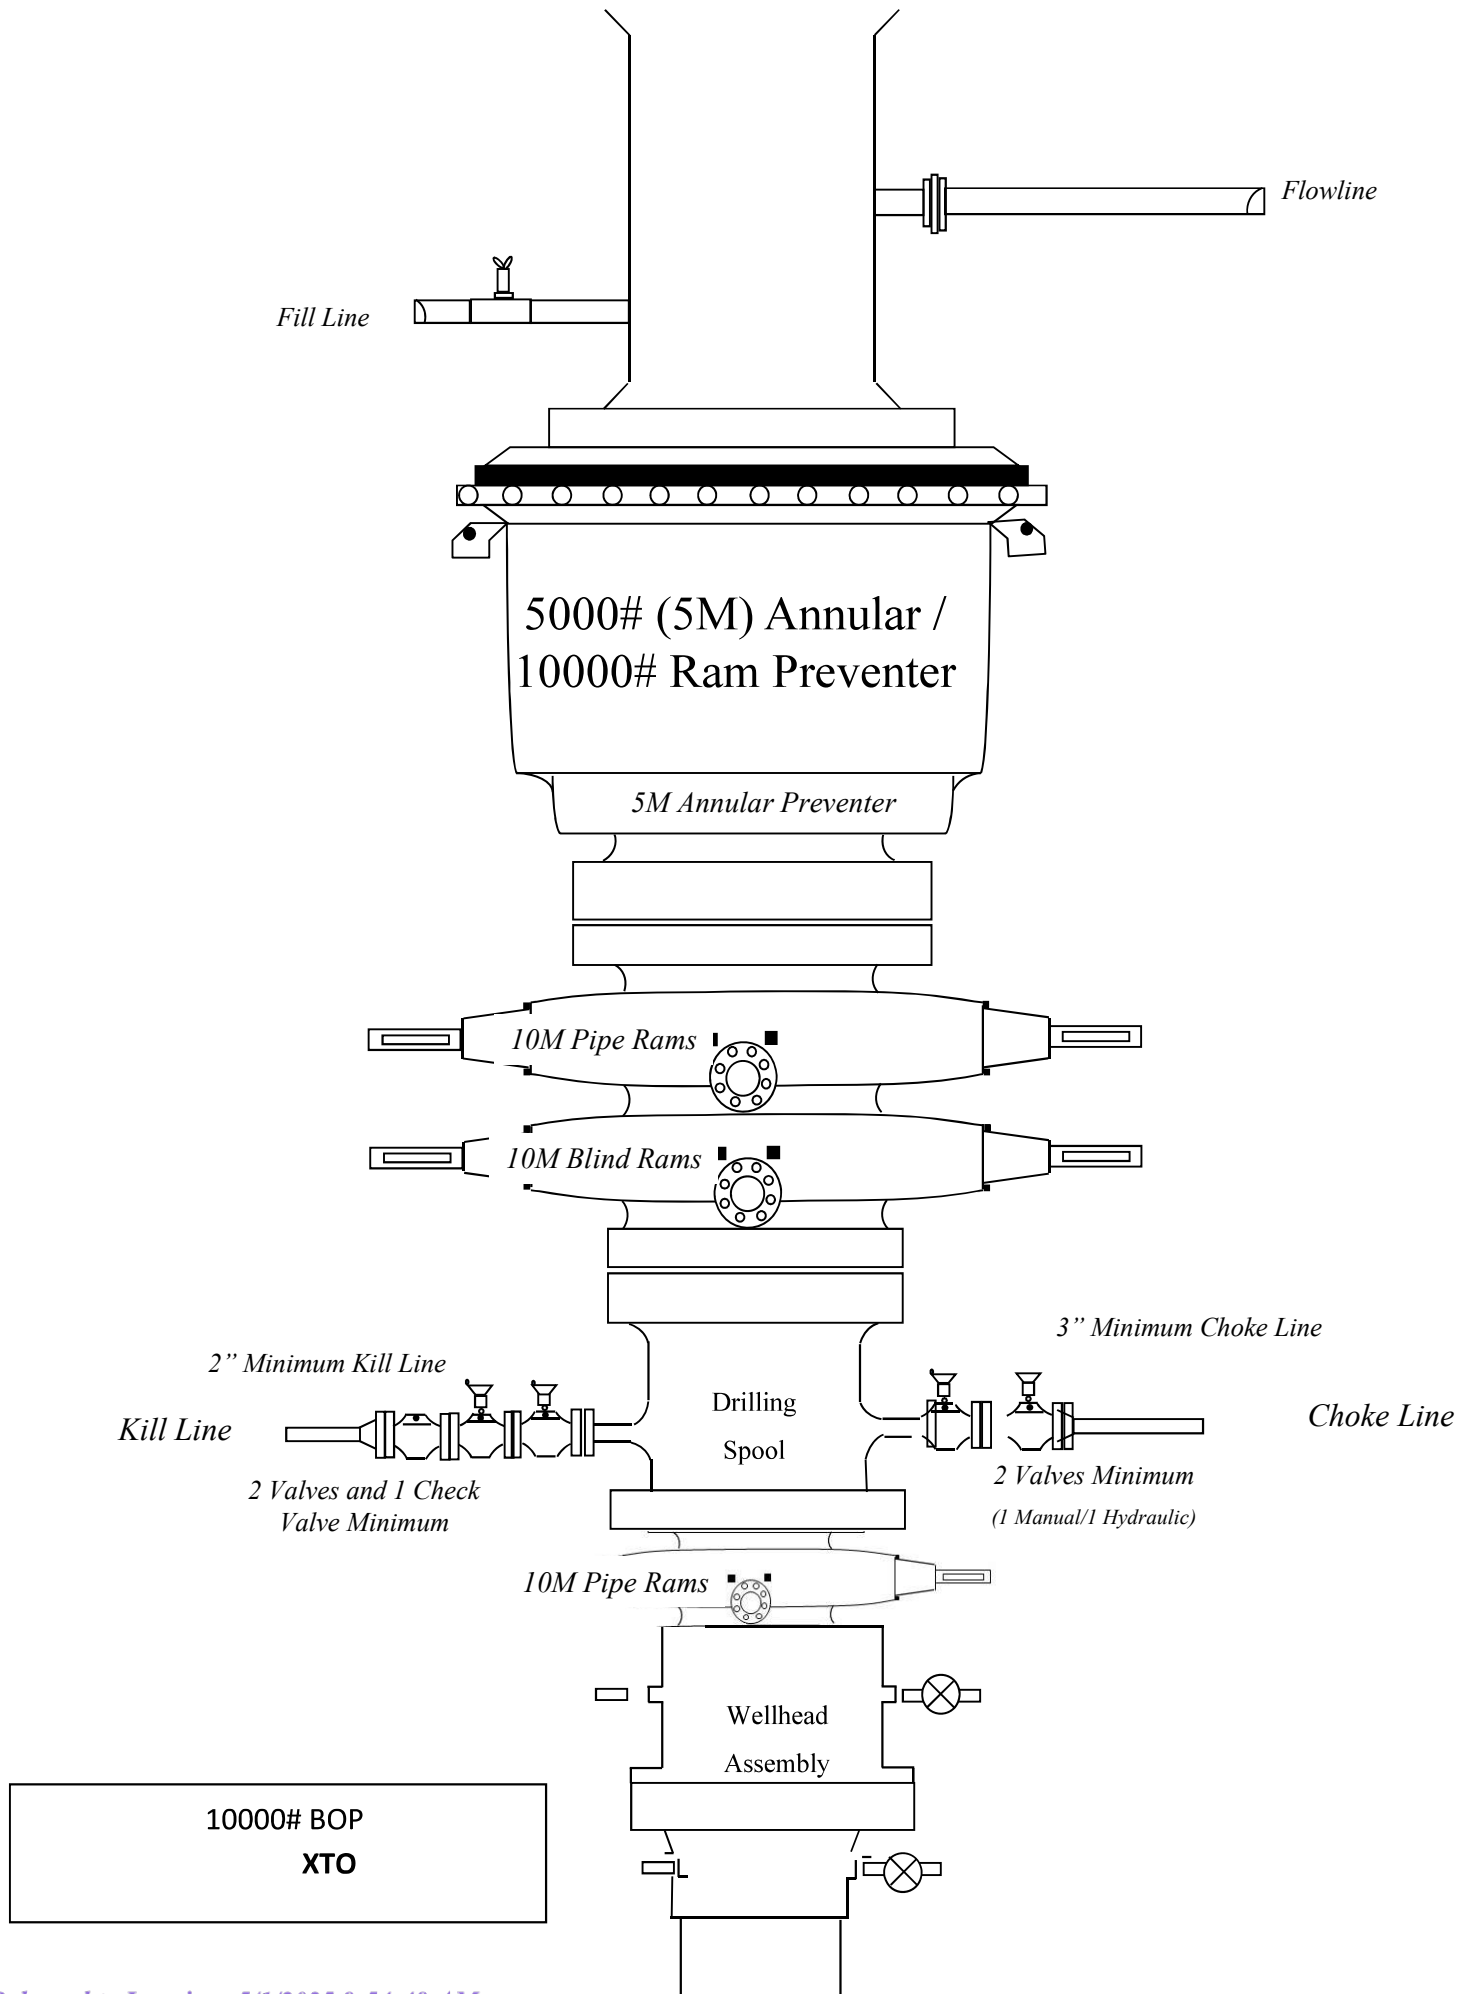 Flowline
Fill Line
5000# (5M) Annular /
10000# Ram Preventer
5M Annular Preventer
10M Pipe Rams
10M Blind Rams
3” Minimum Choke Line
2” Minimum Kill Line
Drilling
Spool
Kill Line
Choke Line
2 Valves and 1 Check
Valve Minimum
2 Valves Minimum
(1 Manual/1 Hydraulic)
10M Pipe Rams
Wellhead
Assembly
10000# BOP
XTO